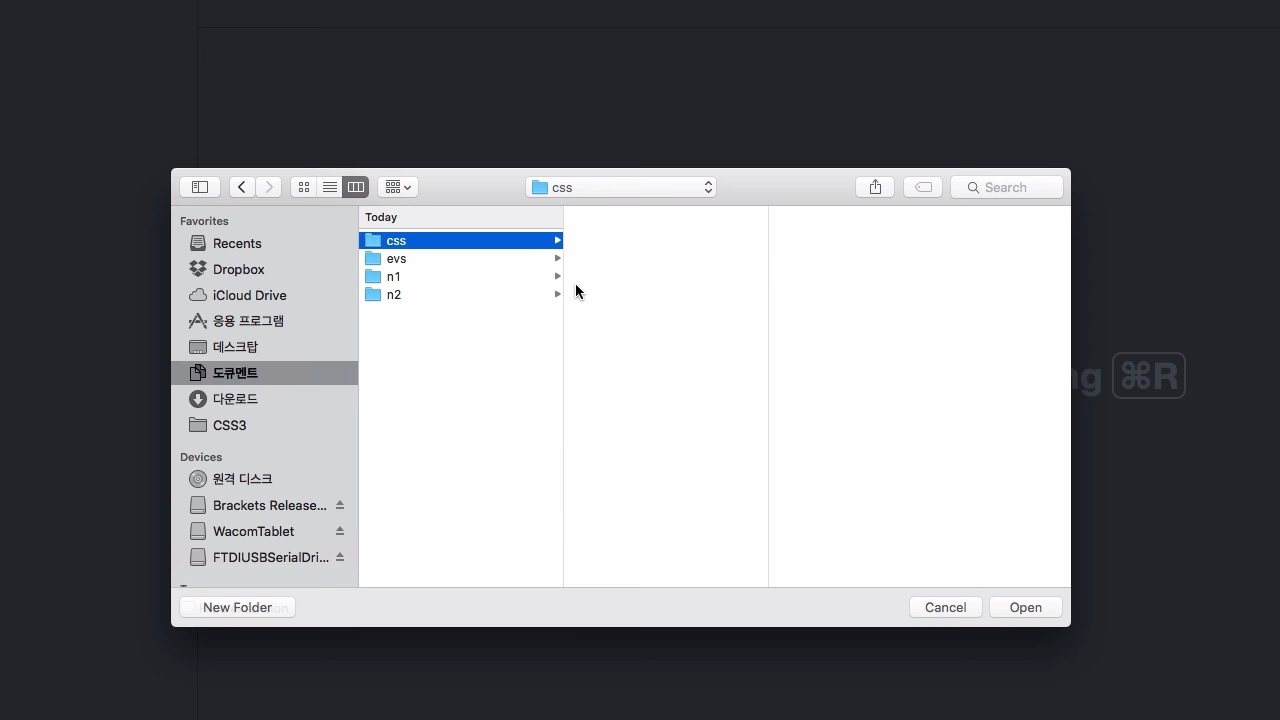 css
Search
Favorites
Recents
Dropbox
iCloud Drive
응용 프로그램
데스크탑
도큐멘트
다운로드
CSS3
Devices
원격 디스크
Brackets Release...
WacomTablet
FTDIUSBSerialDri...
Today
css
evs
n1
n2
ng ⌘R
New Folder
Cancel
Open